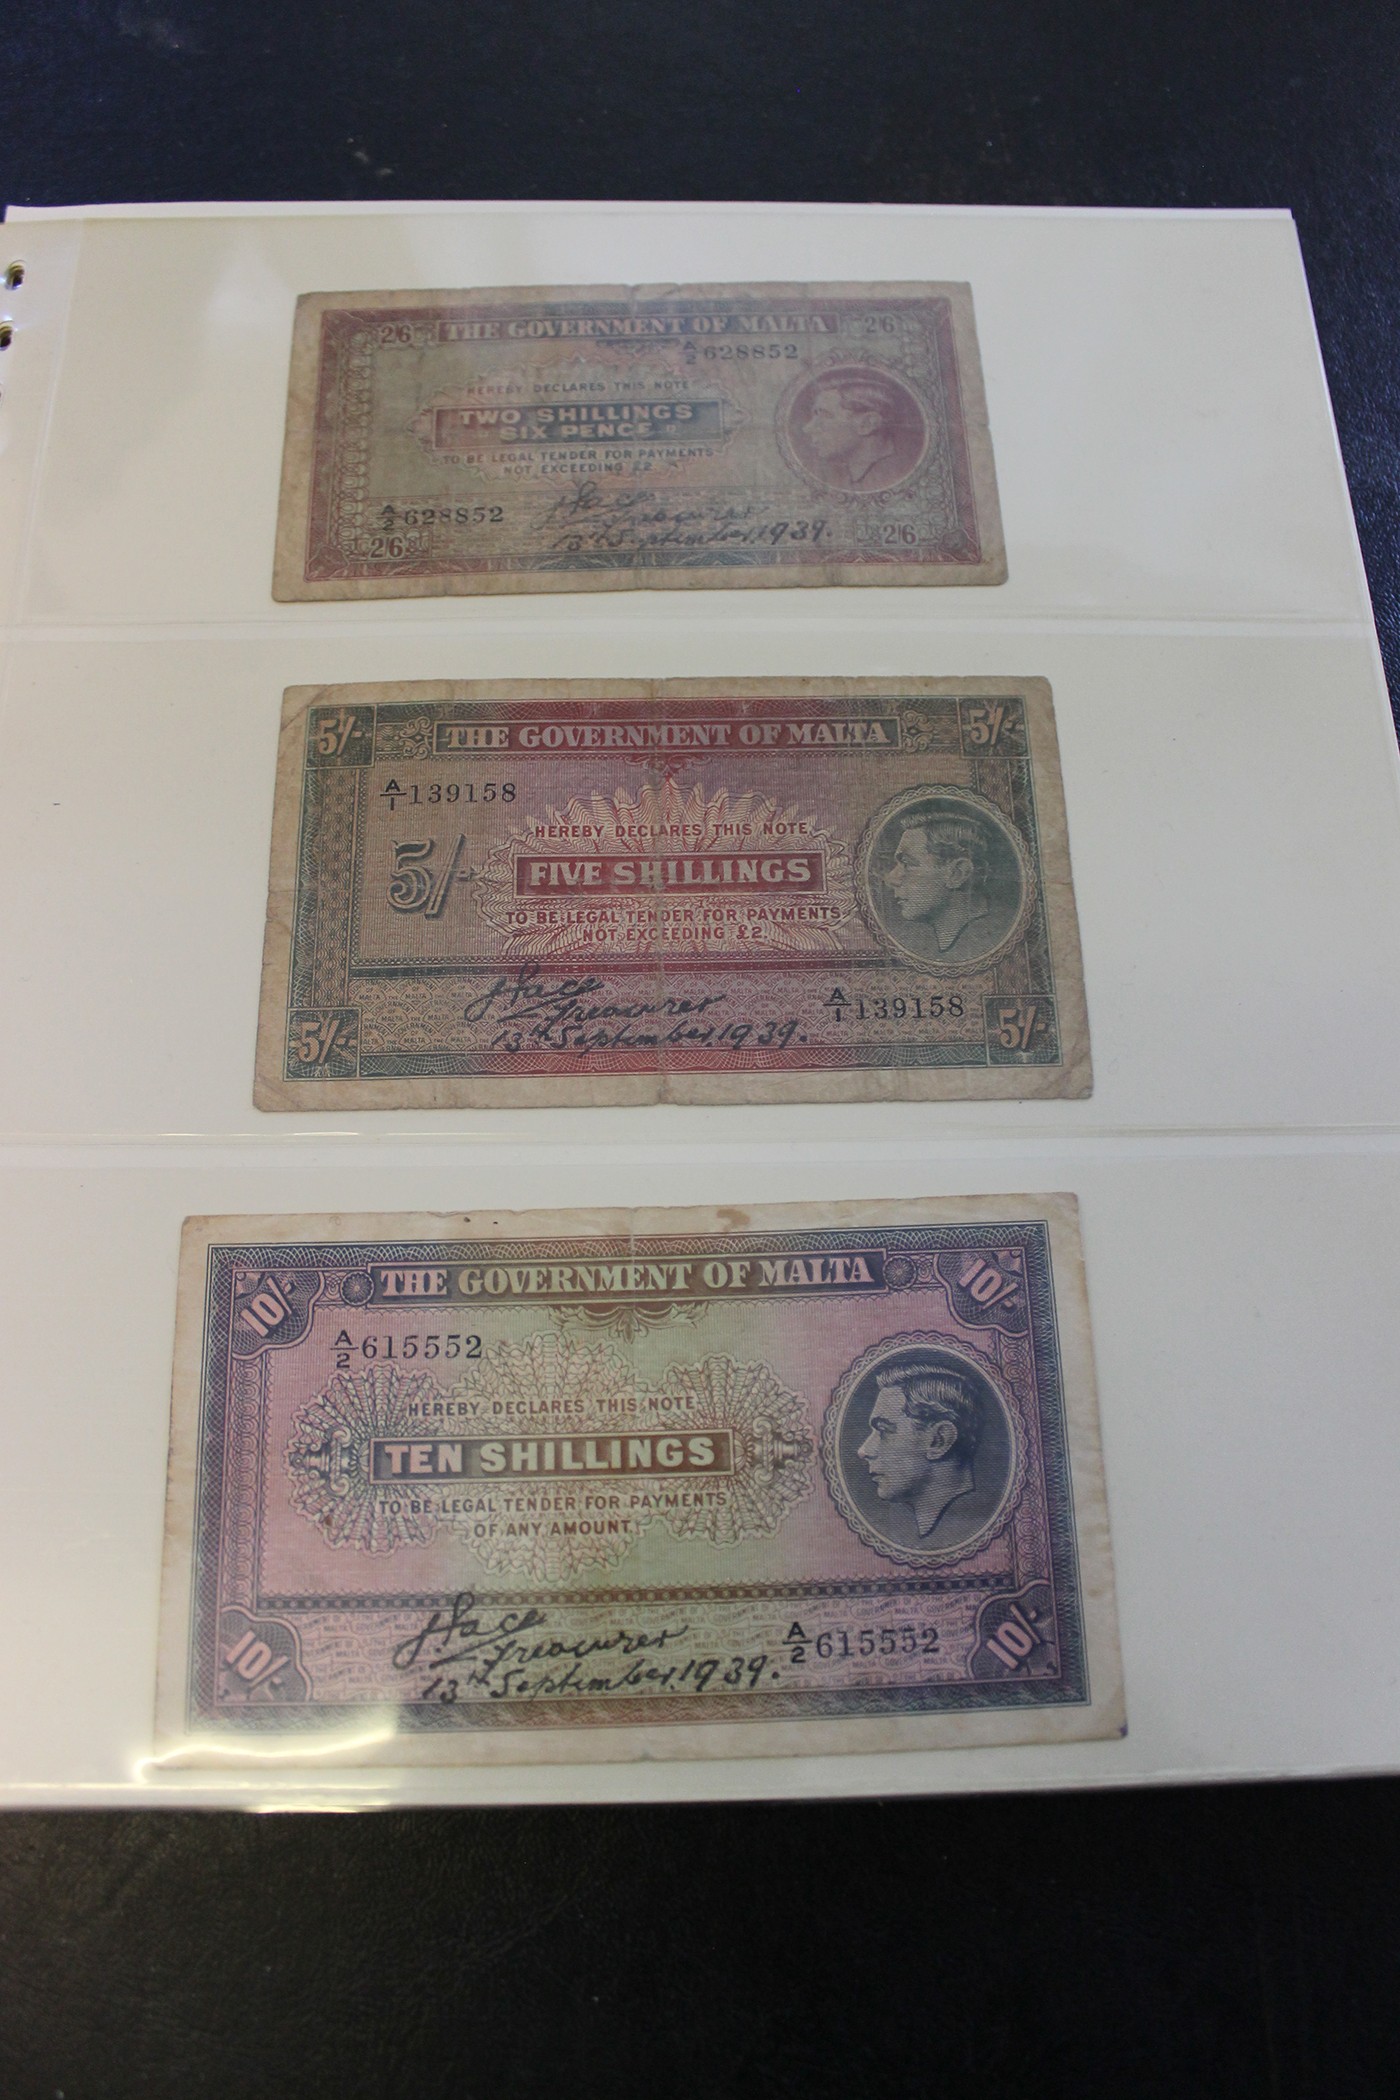 2/6 THE GOVERNMENT OF MALTA 2/6
A/2 628852
HEREBY DECLARES THIS NOTE
TWO SHILLINGS
& SIX PENCE
TO BE LEGAL TENDER FOR PAYMENTS
NOT EXCEEDING £2
A/2 628852
J. Pace
Treasurer
13th September, 1939.
2/6 2/6
5/- THE GOVERNMENT OF MALTA 5/-
A/1 139158
HEREBY DECLARES THIS NOTE
5/-
FIVE SHILLINGS
TO BE LEGAL TENDER FOR PAYMENTS
NOT EXCEEDING £2
J. Pace
Treasurer
A/1 139158
13th September, 1939.
5/- 5/-
10/- THE GOVERNMENT OF MALTA 10/-
A/2 615552
HEREBY DECLARES THIS NOTE
TEN SHILLINGS
TO BE LEGAL TENDER FOR PAYMENTS
OF ANY AMOUNT
J. Pace
Treasurer
A/2 615552
13th September, 1939.
10/- 10/-